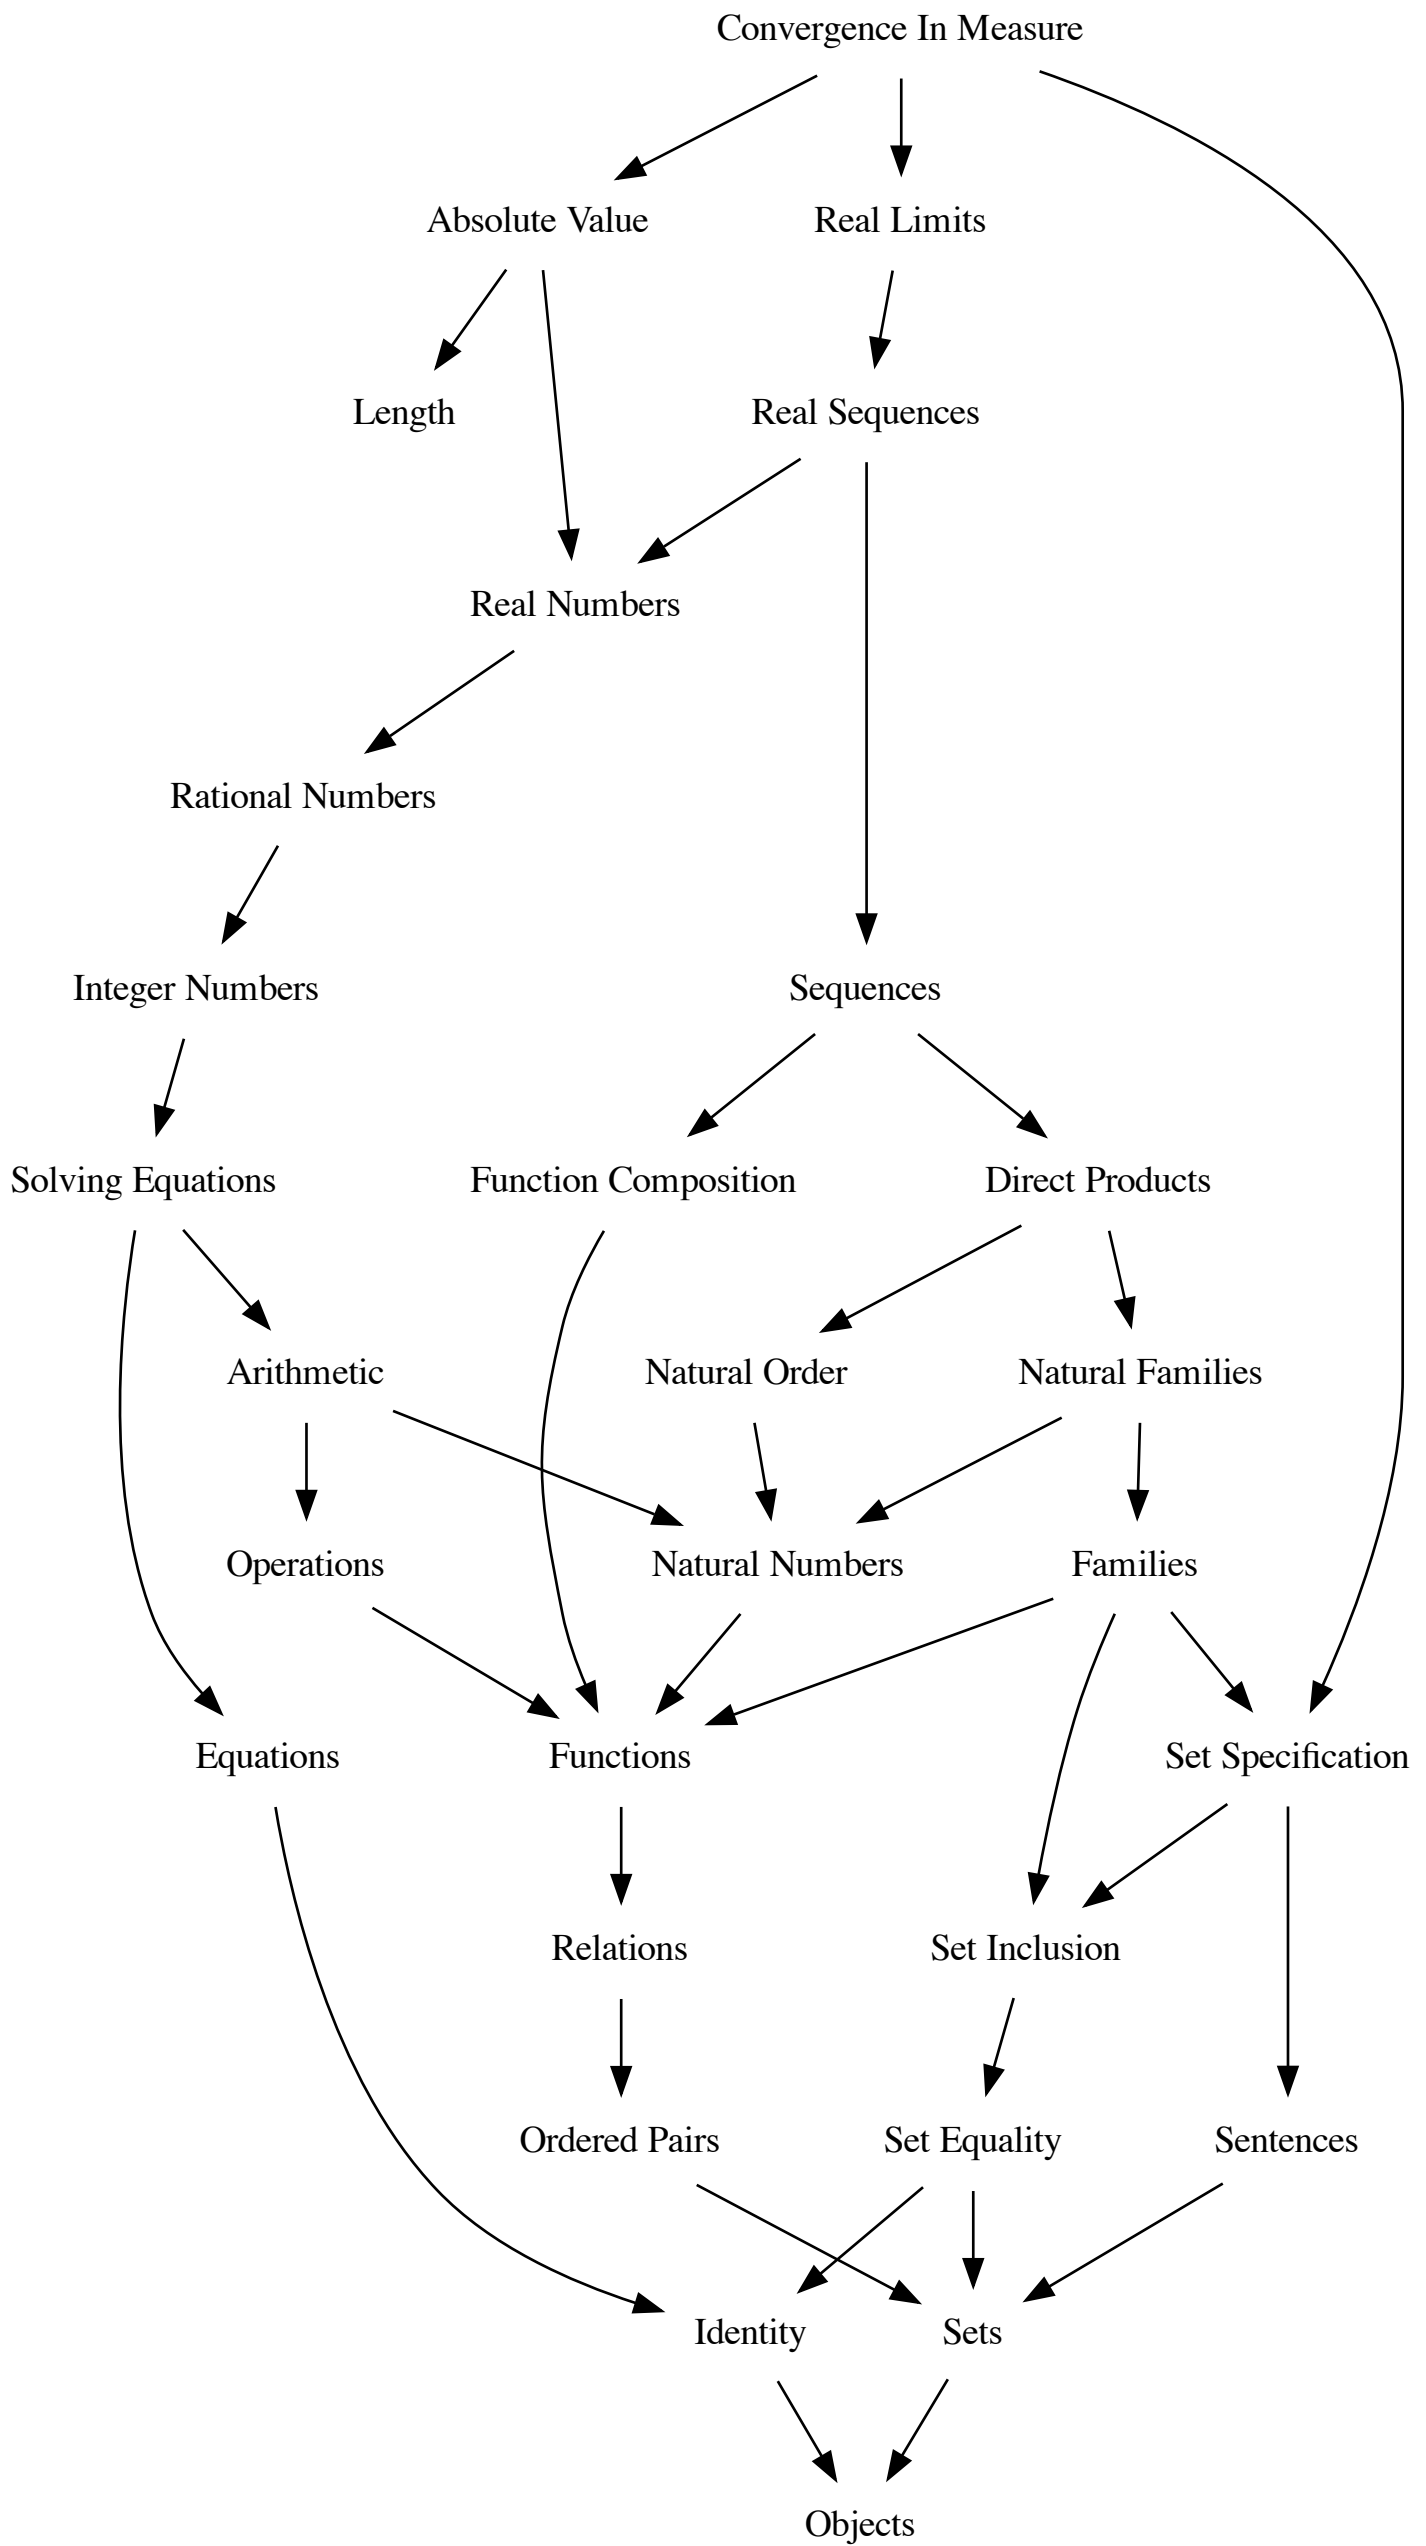 Convergence In Measure
Absolute Value
Real Limits
Length
Real Sequences
Real Numbers
Rational Numbers
Integer Numbers
Sequences
Solving Equations
Function Composition
Direct Products
Arithmetic
Natural Order
Natural Families
Operations
Natural Numbers
Families
Equations
Functions
Set Specification
Relations
Set Inclusion
Ordered Pairs
Set Equality
Sentences
Identity
Sets
Objects